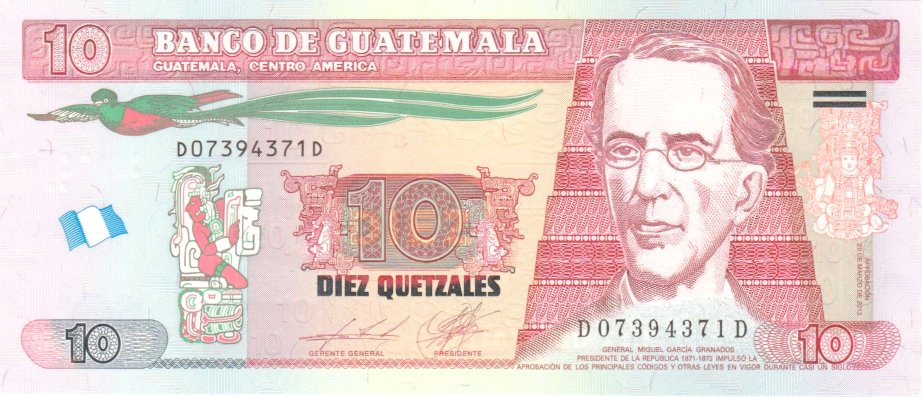 10 BANCO DE GUATEMALA
GUATEMALA, CENTRO AMERICA
D07394371D
10
DIEZ QUETZALES
GERENTE GENERAL
PRESIDENTE
IMPRESIÓN
20 DE MARZO DE 2013
D07394371D
10
10
GENERAL MIGUEL GARCÍA GRANADOS
PRESIDENTE DE LA REPÚBLICA 1871-1872 IMPULSÓ LA
APROBACIÓN DE LOS PRINCIPALES CÓDIGOS Y OTRAS LEYES EN VIGOR DURANTE CASI UN SIGLO